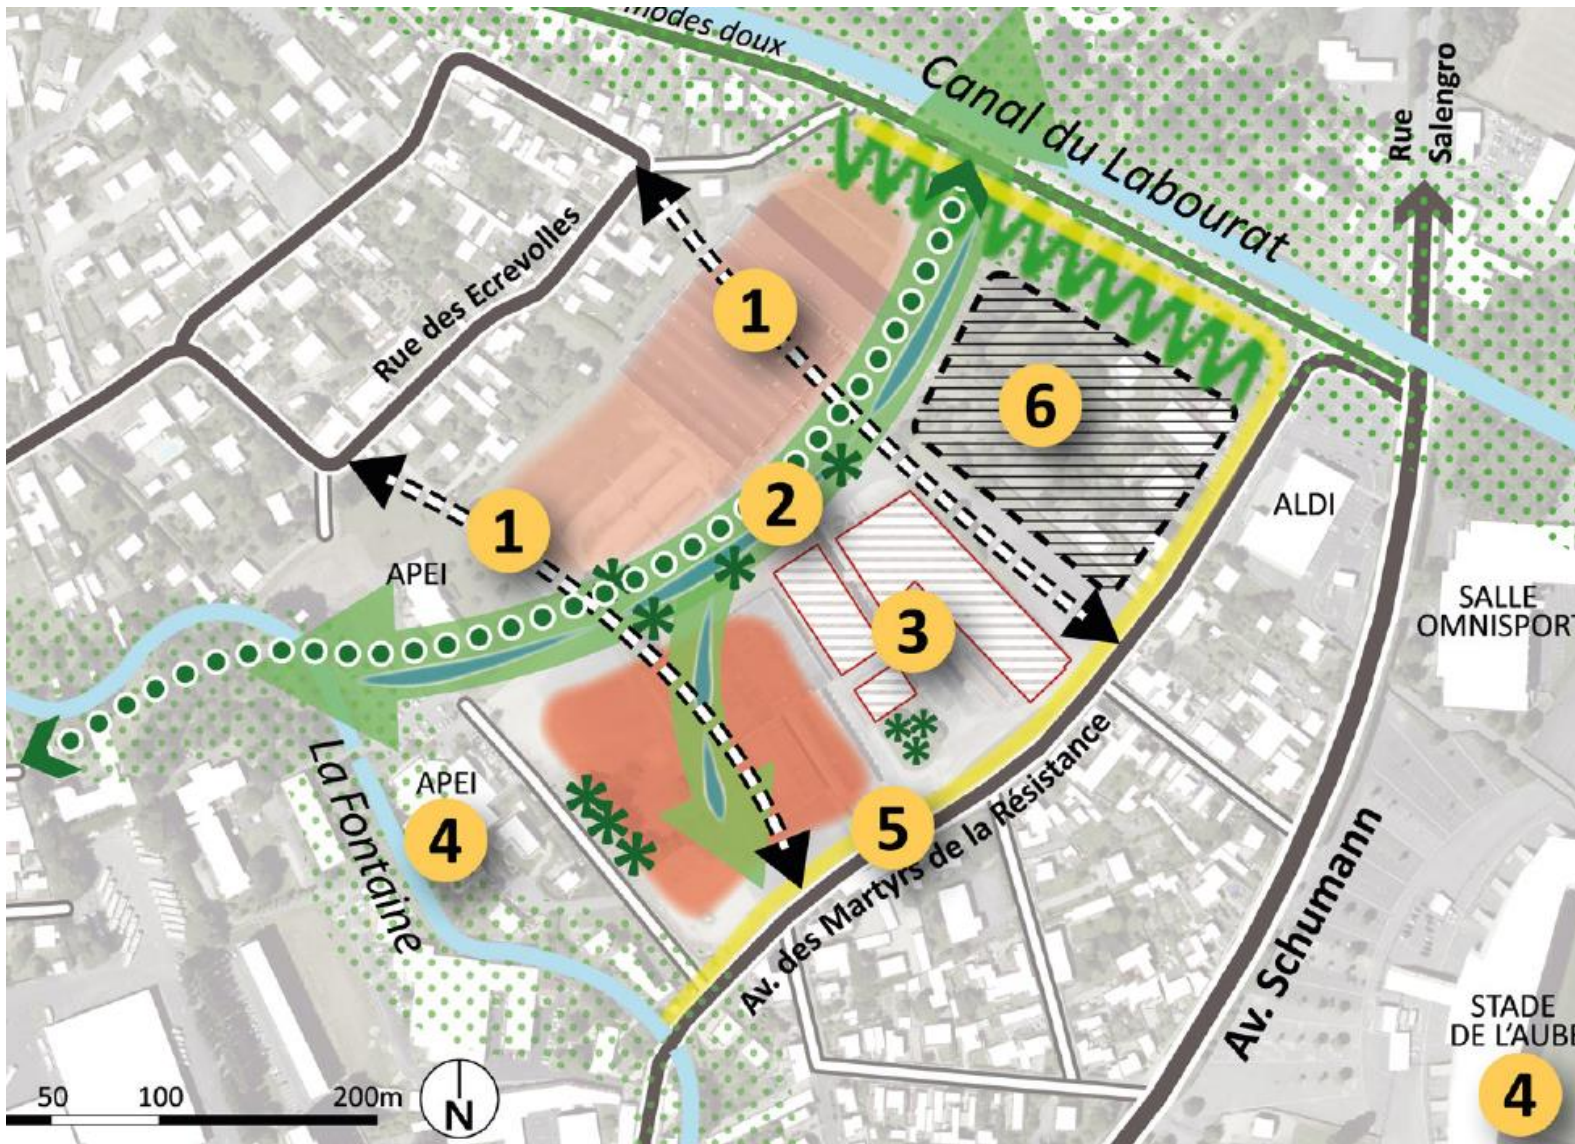 modes doux
Canal du Labourat
Rue
Salengro
1
Rue des Ecrevolles
6
2
1
ALDI
APEI
3
SALLE
OMNISPORT
La Fontaine
APEI
4
5
Av. des Martyrs de la Résistance
Av. Schumann
STADE
DE L'AUBE
4
50 100 200m
N